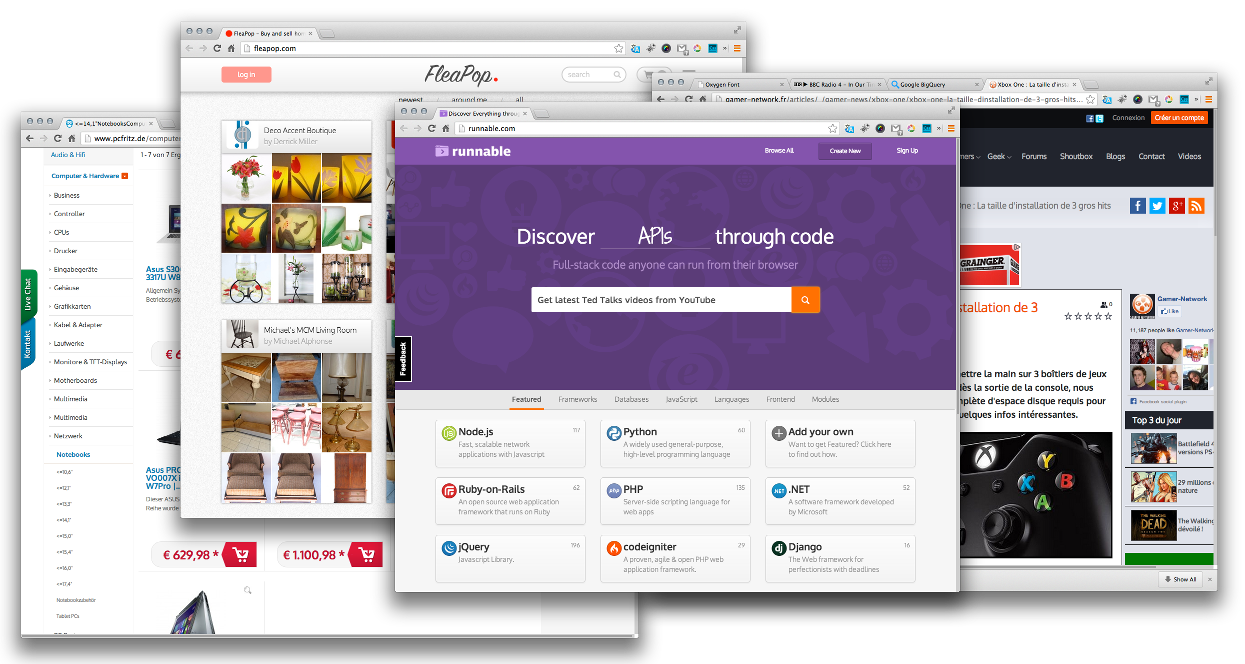 FleaPop - Buy and sell hom
fleapop.com
log in
FleaPop.
search
newest
around me
all
Deco Accent Boutique
by Derrick Miller
Michael's MCM Living Room
by Michael Alphonse
<=14,1"NotebooksCompu
www.pcfritz.de/computer
Audio & Hifi
1-7 von 7 Erg
Computer & Hardware
Business
Controller
CPUs
Drucker
Eingabegeräte
Gehäuse
Grafikkarten
Kabel & Adapter
Laufwerke
Monitore & TFT-Displays
Motherboards
Multimedia
Multimedia
Netzwerk
Notebooks
<=10,6"
<=12,1"
<=13"
<=14,1"
<=15,0"
<=15,4"
<=16,0"
<=17,4"
Notebookzubehör
Tablet PCs
Live Chat
Kontakt
Asus S30
3317U W8
Allgemein Sy
Betriebssyste
€ 6
Asus PRO
VO007X i
W7Pro [...
Dieser ASUS
Reihe wurde
€ 629,98 *
€ 1.100,98 *
Discover Everything throu
runnable.com
runnable
Browse All
Create New
Sign Up
Discover APIs through code
Full-stack code anyone can run from their browser
Get latest Ted Talks videos from YouTube
Feedback
Featured
Frameworks
Databases
JavaScript
Languages
Frontend
Modules
Node.js
117
Fast, scalable network
applications with Javascript
Python
60
A widely used general-purpose,
high-level programming language
Add your own
Want to get Featured? Click here
to find out how.
Ruby-on-Rails
62
An open source web application
framework that runs on Ruby
php
PHP
135
Server-side scripting language for
web apps
.NET
.NET
52
A software framework developed
by Microsoft
jQuery
196
Javascript Library.
codeigniter
29
A proven, agile & open PHP web
application framework.
dj
Django
16
The Web framework for
perfectionists with deadlines
Oxygen Font
BBC Radio 4 - In Our Ti
Google BigQuery
Xbox One : La taille d'inst
gamer-network.fr/articles/_/gamer-news/xbox-one/xbox-one-la-taille-dinstallation-de-3-gros-hits...
Connexion
Créer un compte
mers
Geek
Forums
Shoutbox
Blogs
Contact
Videos
One : La taille d'installation de 3 gros hits
GRAINGER
nstallation de 3
0
Gamer-Network
Like
11,187 people like Gamer-Network
Facebook social plugin
mettre la main sur 3 boîtiers de jeux
dès la sortie de la console, nous
mplète d'espace disque requis pour
uelques infos intéressantes.
Top 3 du jour
Battlefield 4
versions PS
29 millions
nature
The Walking
dévoilé !
THE WALKING
DEAD
Y
X
B
A
Show All